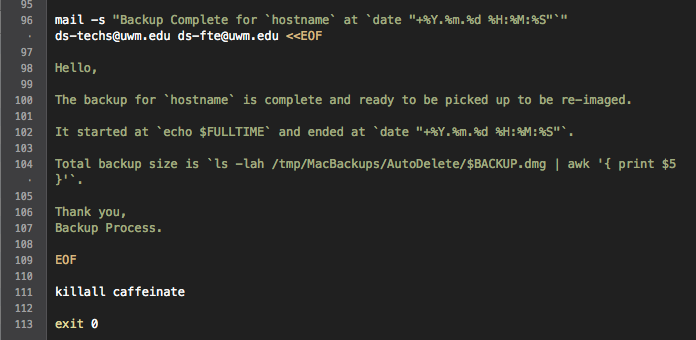 95
96 mail -s "Backup Complete for `hostname` at `date "+%Y.%m.%d %H:%M:%S"`"
· ds-techs@uwm.edu ds-fte@uwm.edu <<EOF
97
98 Hello,
99
100 The backup for `hostname` is complete and ready to be picked up to be re-imaged.
101
102 It started at `echo $FULLTIME` and ended at `date "+%Y.%m.%d %H:%M:%S"`.
103
104 Total backup size is `ls -lah /tmp/MacBackups/AutoDelete/$BACKUP.dmg | awk '{ print $5
· }'`.
105
106 Thank you,
107 Backup Process.
108
109 EOF
110
111 killall caffeinate
112
113 exit 0